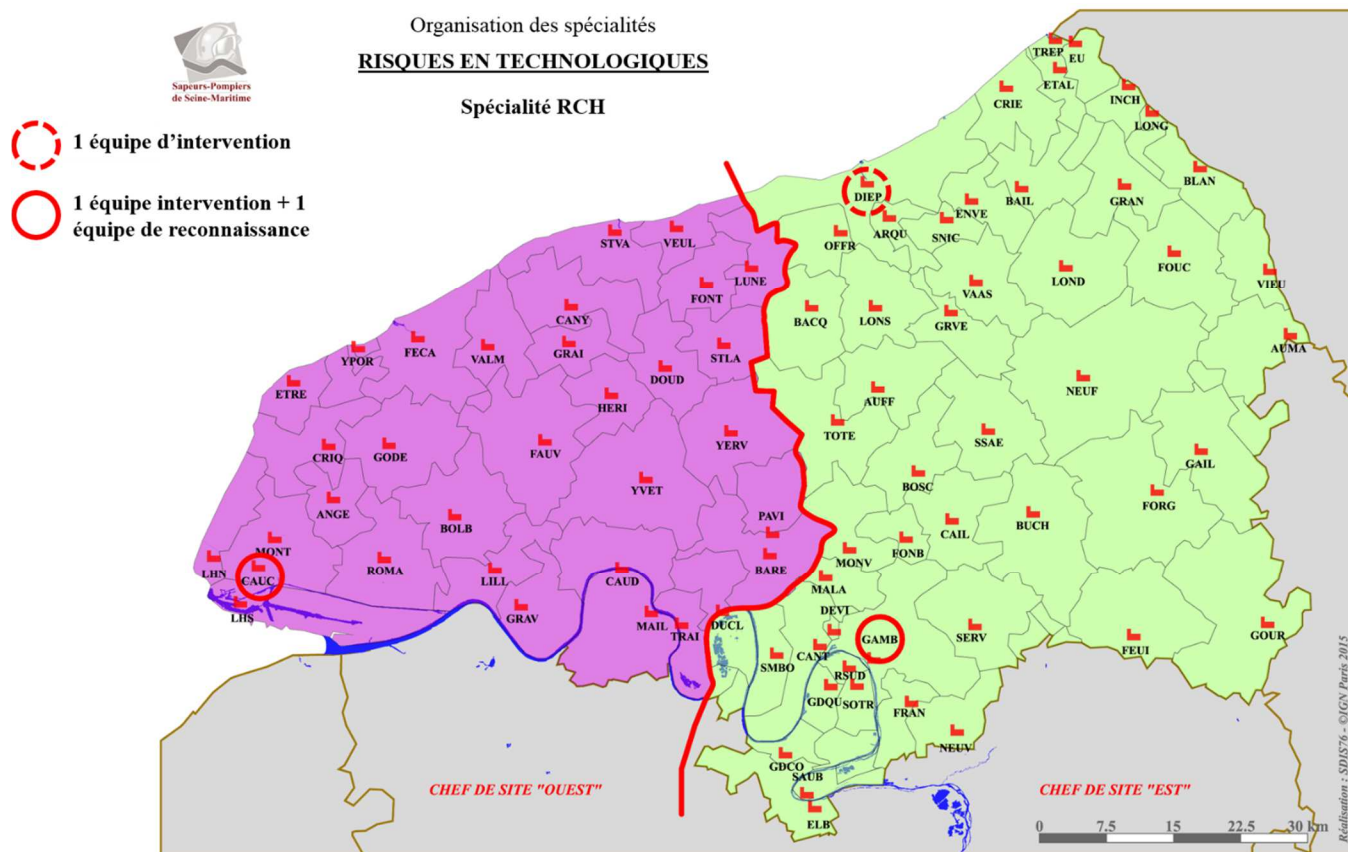 Organisation des spécialités
RISQUES EN TECHNOLOGIQUES
Spécialité RCH
Sapeurs-Pompiers
de Seine-Maritime
1 équipe d'intervention
1 équipe intervention + 1
équipe de reconnaissance
TREP
EU
ETAL
CRIE
INCH
LONG
BLAN
DIEP
ENVE
BAIL
GRAN
ARQU
SNIC
OFFR
STVA
VEUL
LUNE
FONT
CANY
BACQ
LONS
VAAS
GRVE
LOND
FOUC
VIEU
AUMA
YPOR
FECA
VALM
GRAI
STLA
DOUD
ETRE
HERI
AUFF
NEUF
TOTE
SSAE
YERV
CRIQ
GODE
FAUV
YVET
GAIL
BOSC
FORG
ANGE
BOLB
PAVI
CAIL
BUCH
MONT
FONB
MONV
LHN
CAUC
ROMA
LILL
CAUD
BARE
MALA
LHS
GRAV
MAIL
TRAI
DUCL
DEVI
GAMB
SERV
FEUI
GOUR
SMBO
CANT
RSUD
GDQU
SOTR
FRAN
NEUV
GDCO
SAUB
ELB
CHEF DE SITE "OUEST"
CHEF DE SITE "EST"
0 7.5 15 22.5 30 km
Réalisation : SDIS76 - ©IGN Paris 2015